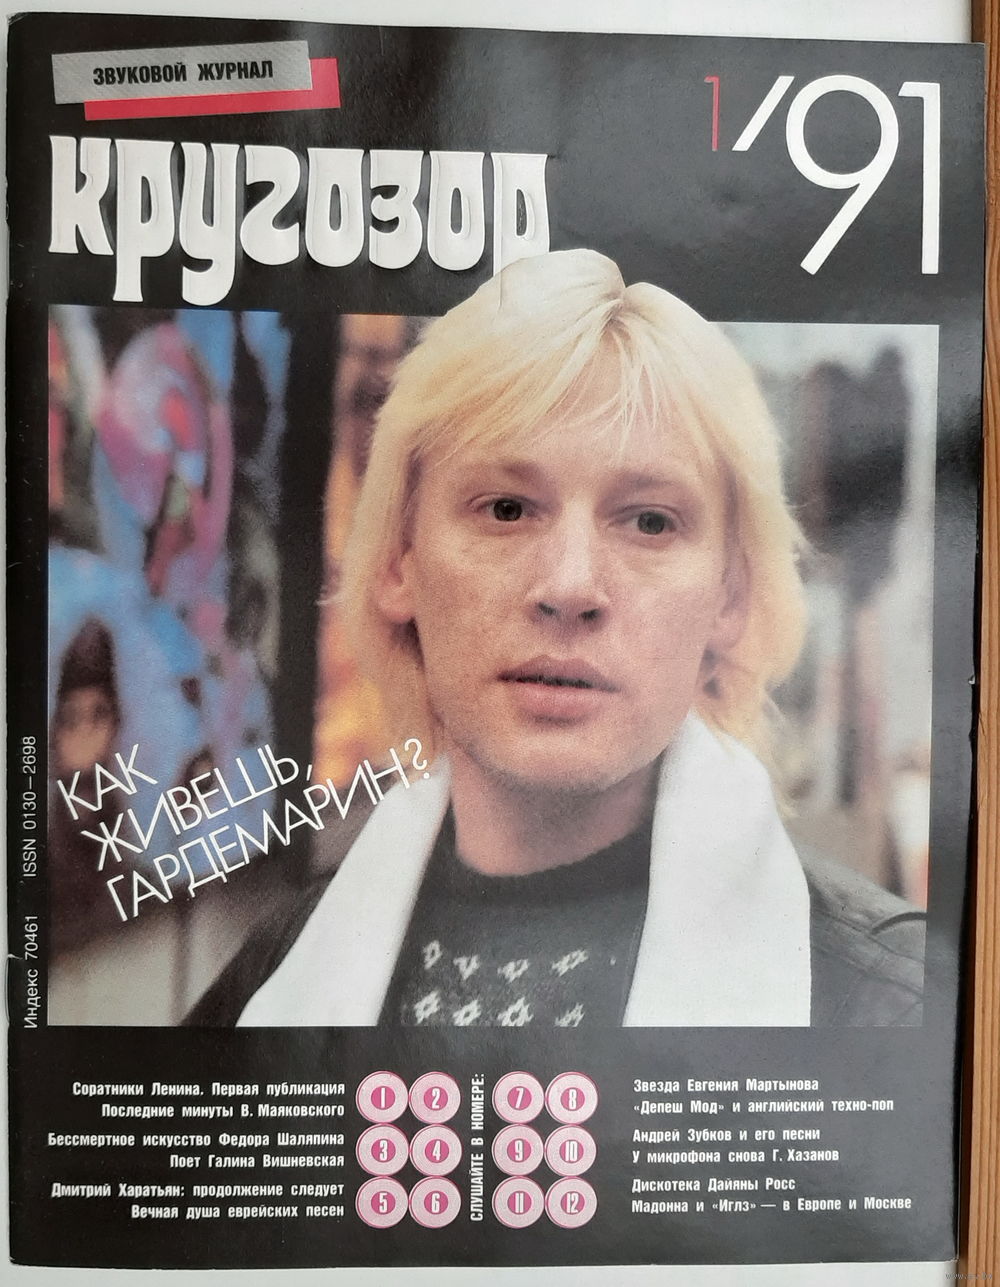 ЗВУКОВОЙ ЖУРНАЛ
кругозор
1/91
КАК
ЖИВЕШЬ,
ГАРДЕМАРИН?
Индекс 70461 ISSN 0130—2698
Соратники Ленина. Первая публикация
Последние минуты В. Маяковского
Бессмертное искусство Федора Шаляпина
Поет Галина Вишневская
Дмитрий Харатьян: продолжение следует
Вечная душа еврейских песен
1 2
3 4
5 6
СЛУШАЙТЕ В НОМЕРЕ:
7 8
9 10
11 12
Звезда Евгения Мартынова
«Депеш Мод» и английский техно-поп
Андрей Зубков и его песни
У микрофона снова Г. Хазанов
Дискотека Дайяны Росс
Мадонна и «Иглз» — в Европе и Москве